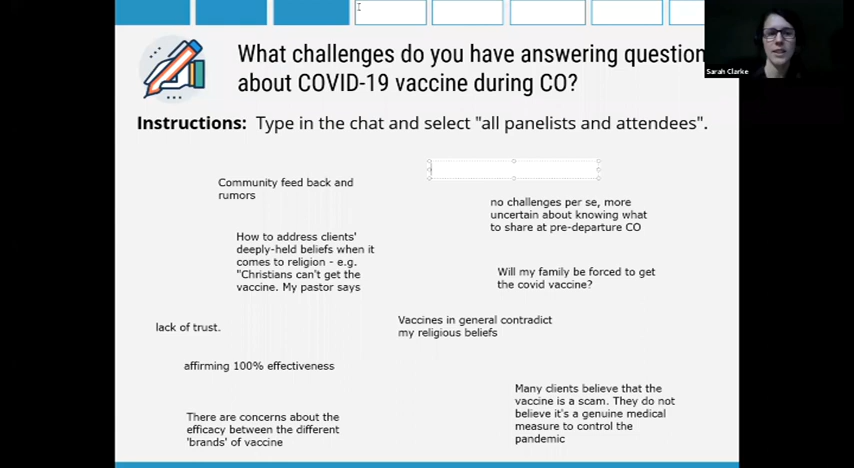 What challenges do you have answering question
about COVID-19 vaccine during CO?
Sarah Clarke
Instructions: Type in the chat and select "all panelists and attendees".
Community feed back and
rumors
no challenges per se, more
uncertain about knowing what
to share at pre-departure CO
How to address clients'
deeply-held beliefs when it
comes to religion - e.g.
"Christians can't get the
vaccine. My pastor says
Will my family be forced to get
the covid vaccine?
Vaccines in general contradict
my religious beliefs
lack of trust.
affirming 100% effectiveness
Many clients believe that the
vaccine is a scam. They do not
believe it's a genuine medical
measure to control the
pandemic
There are concerns about the
efficacy between the different
'brands' of vaccine